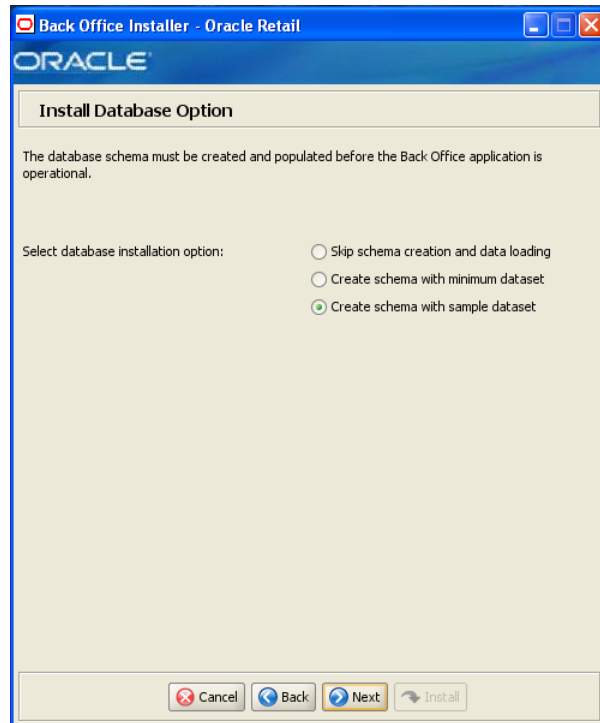 Back Office Installer - Oracle Retail
ORACLE
Install Database Option
The database schema must be created and populated before the Back Office application is
operational.
Select database installation option:
Skip schema creation and data loading
Create schema with minimum dataset
Create schema with sample dataset
Cancel Back Next Install